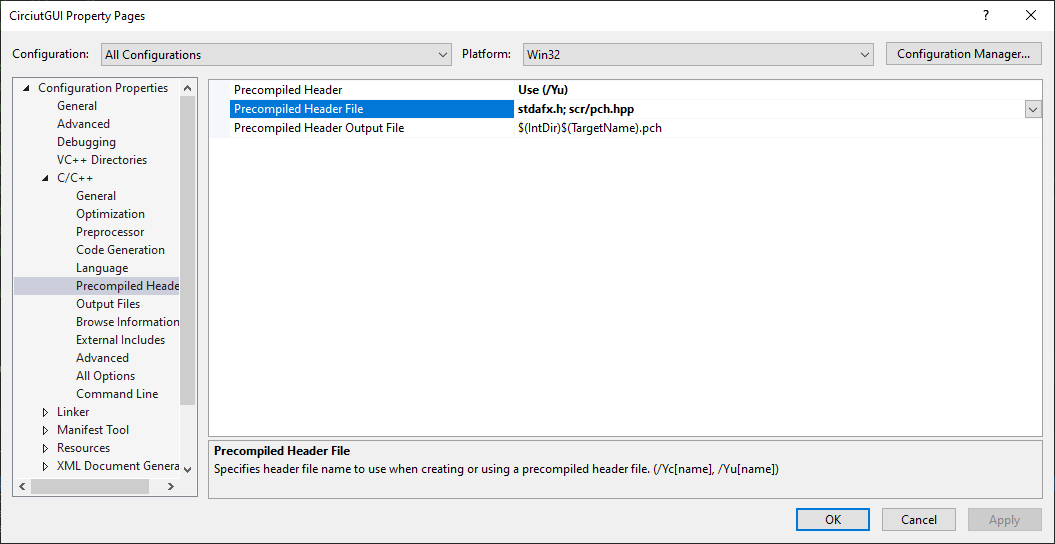 CirciutGUI Property Pages
?
Configuration: All Configurations Platform: Win32 Configuration Manager...
Configuration Properties
General
Advanced
Debugging
VC++ Directories
C/C++
General
Optimization
Preprocessor
Code Generation
Language
Precompiled Heade
Output Files
Browse Information
External Includes
Advanced
All Options
Command Line
Linker
Manifest Tool
Resources
XML Document Genera
Precompiled Header Use (/Yu)
Precompiled Header File stdafx.h; scr/pch.hpp
Precompiled Header Output File $(IntDir)$(TargetName).pch
Precompiled Header File
Specifies header file name to use when creating or using a precompiled header file. (/Yc[name], /Yu[name])
OK Cancel Apply